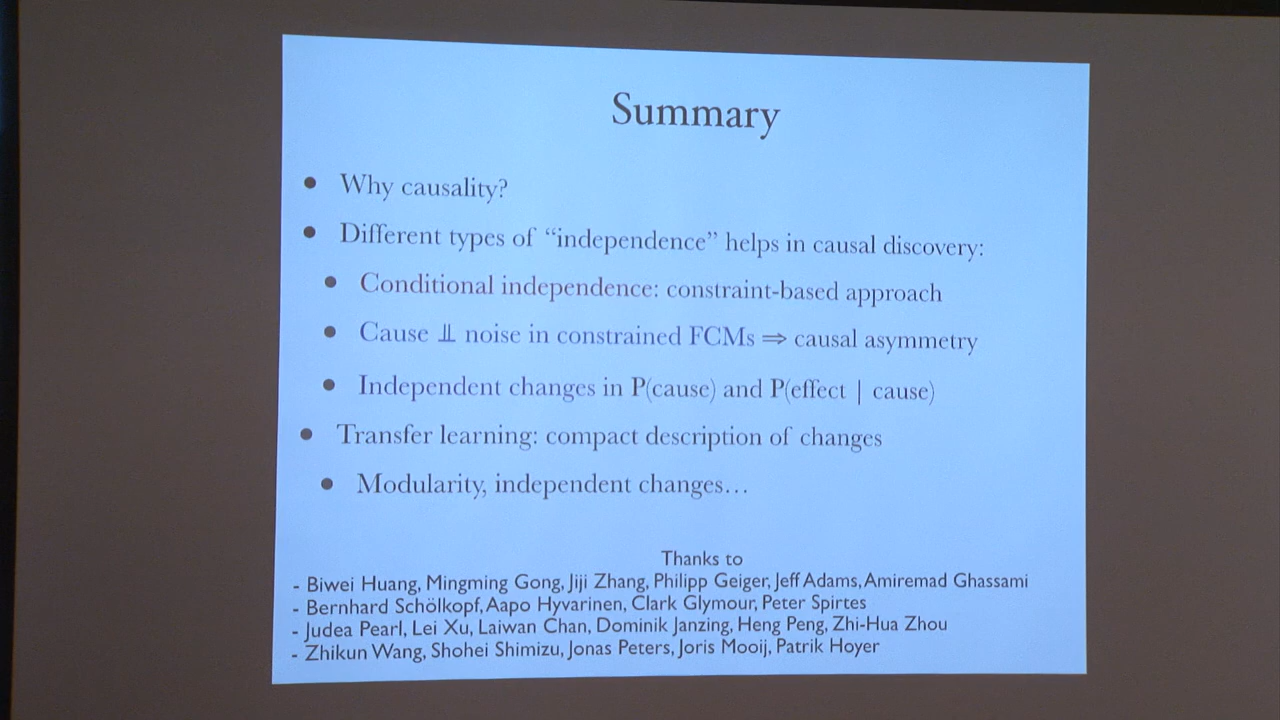 Summary
• Why causality?
• Different types of “independence” helps in causal discovery:
• Conditional independence: constraint-based approach
• Cause ⫫ noise in constrained FCMs ⇒ causal asymmetry
• Independent changes in P(cause) and P(effect | cause)
• Transfer learning: compact description of changes
• Modularity, independent changes…
Thanks to
- Biwei Huang, Mingming Gong, Jiji Zhang, Philipp Geiger, Jeff Adams, Amiremad Ghassami
- Bernhard Schölkopf, Aapo Hyvarinen, Clark Glymour, Peter Spirtes
- Judea Pearl, Lei Xu, Laiwan Chan, Dominik Janzing, Heng Peng, Zhi-Hua Zhou
- Zhikun Wang, Shohei Shimizu, Jonas Peters, Joris Mooij, Patrik Hoyer